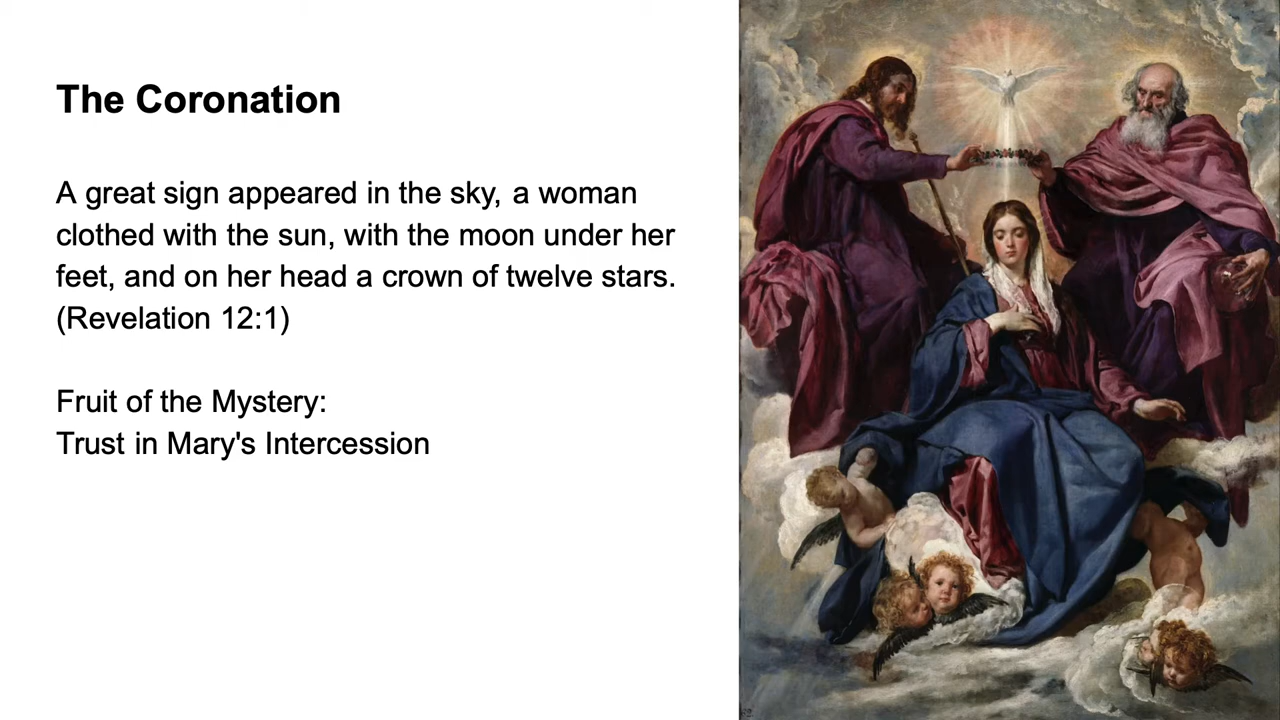 The Coronation
A great sign appeared in the sky, a woman
clothed with the sun, with the moon under her
feet, and on her head a crown of twelve stars.
(Revelation 12:1)
Fruit of the Mystery:
Trust in Mary's Intercession